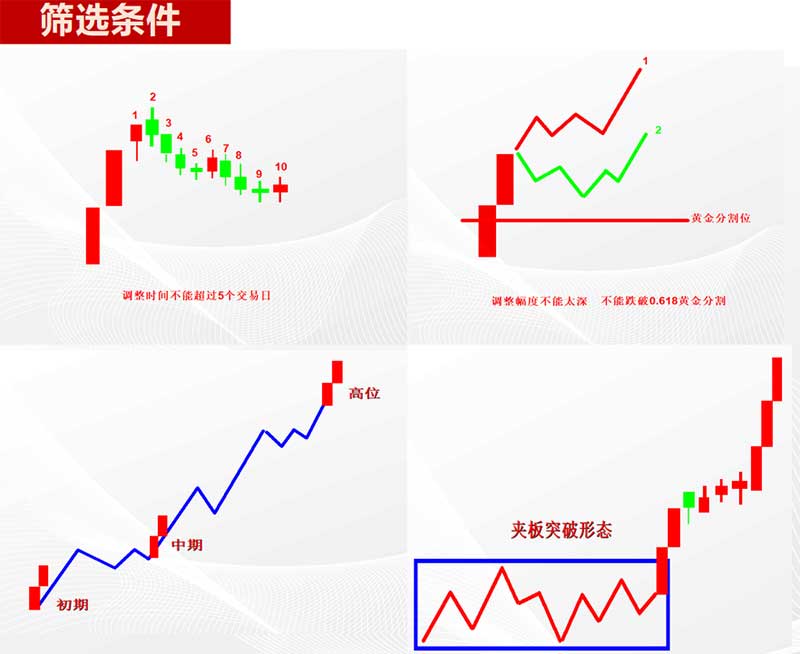 筛选条件
1
2
3
4
5
6
7
8
9
10
调整时间不能超过5个交易日
1
2
黄金分割位
调整幅度不能太深 不能跌破0.618黄金分割
高位
中期
初期
夹板突破形态